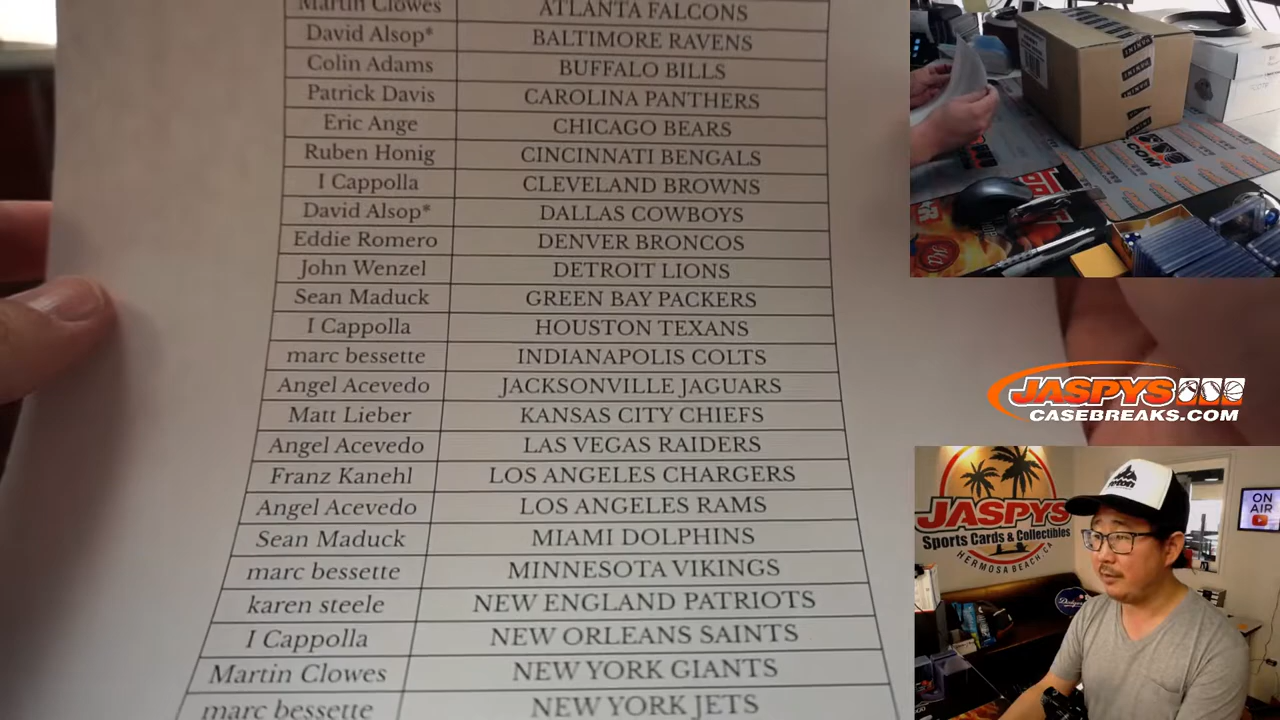 Martin Clowes ATLANTA FALCONS
David Alsop* BALTIMORE RAVENS
Colin Adams BUFFALO BILLS
Patrick Davis CAROLINA PANTHERS
Eric Ange CHICAGO BEARS
Ruben Honig CINCINNATI BENGALS
I Cappolla CLEVELAND BROWNS
David Alsop* DALLAS COWBOYS
Eddie Romero DENVER BRONCOS
John Wenzel DETROIT LIONS
Sean Maduck GREEN BAY PACKERS
I Cappolla HOUSTON TEXANS
marc bessette INDIANAPOLIS COLTS
Angel Acevedo JACKSONVILLE JAGUARS
Matt Lieber KANSAS CITY CHIEFS
Angel Acevedo LAS VEGAS RAIDERS
Franz Kanehl LOS ANGELES CHARGERS
Angel Acevedo LOS ANGELES RAMS
Sean Maduck MIAMI DOLPHINS
marc bessette MINNESOTA VIKINGS
karen steele NEW ENGLAND PATRIOTS
I Cappolla NEW ORLEANS SAINTS
Martin Clowes NEW YORK GIANTS
marc bessette NEW YORK JETS
PANINI
PANINI
PANINI
.COM
JASPYS
CASEBREAKS.COM
JASPYS
Sports Cards & Collectibles
HERMOSA BEACH, CA
ON
AIR
Dodgers